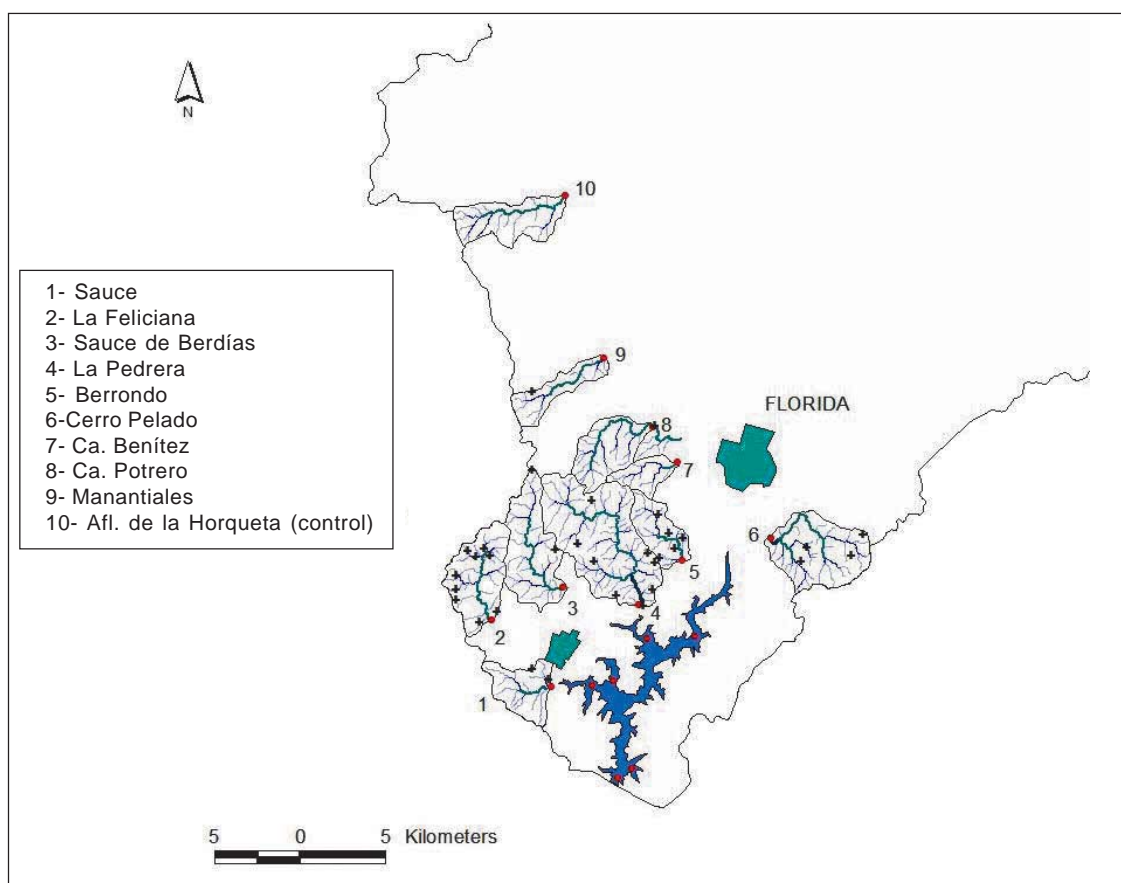 N
10
1- Sauce
2- La Feliciana
3- Sauce de Berdías
4- La Pedrera
5- Berrondo
6-Cerro Pelado
7- Ca. Benítez
8- Ca. Potrero
9- Manantiales
10- Afl. de la Horqueta (control)
9
FLORIDA
8
7
6
5
3
4
2
1
5 0 5 Kilometers